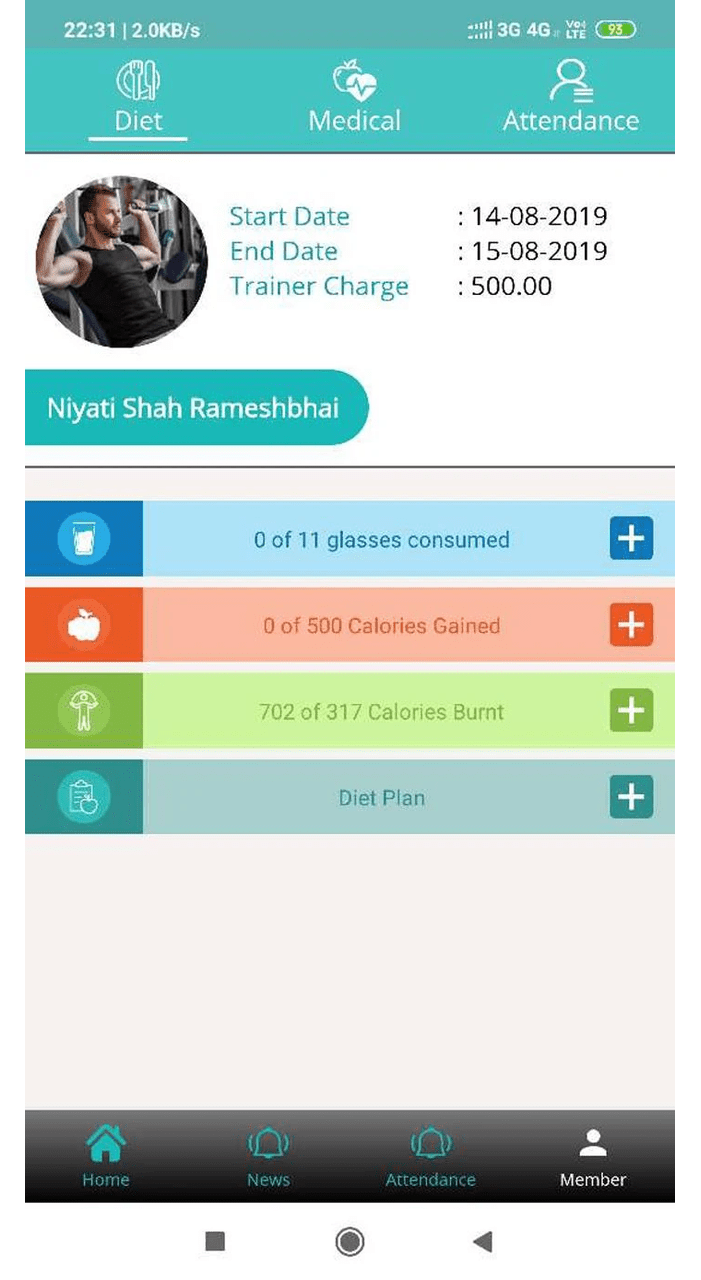 22:31 | 2.0KB/s 3G 4G Vo LTE 93
Diet Medical Attendance
Start Date : 14-08-2019
End Date : 15-08-2019
Trainer Charge : 500.00
Niyati Shah Rameshbhai
0 of 11 glasses consumed
0 of 500 Calories Gained
702 of 317 Calories Burnt
Diet Plan
Home News Attendance Member